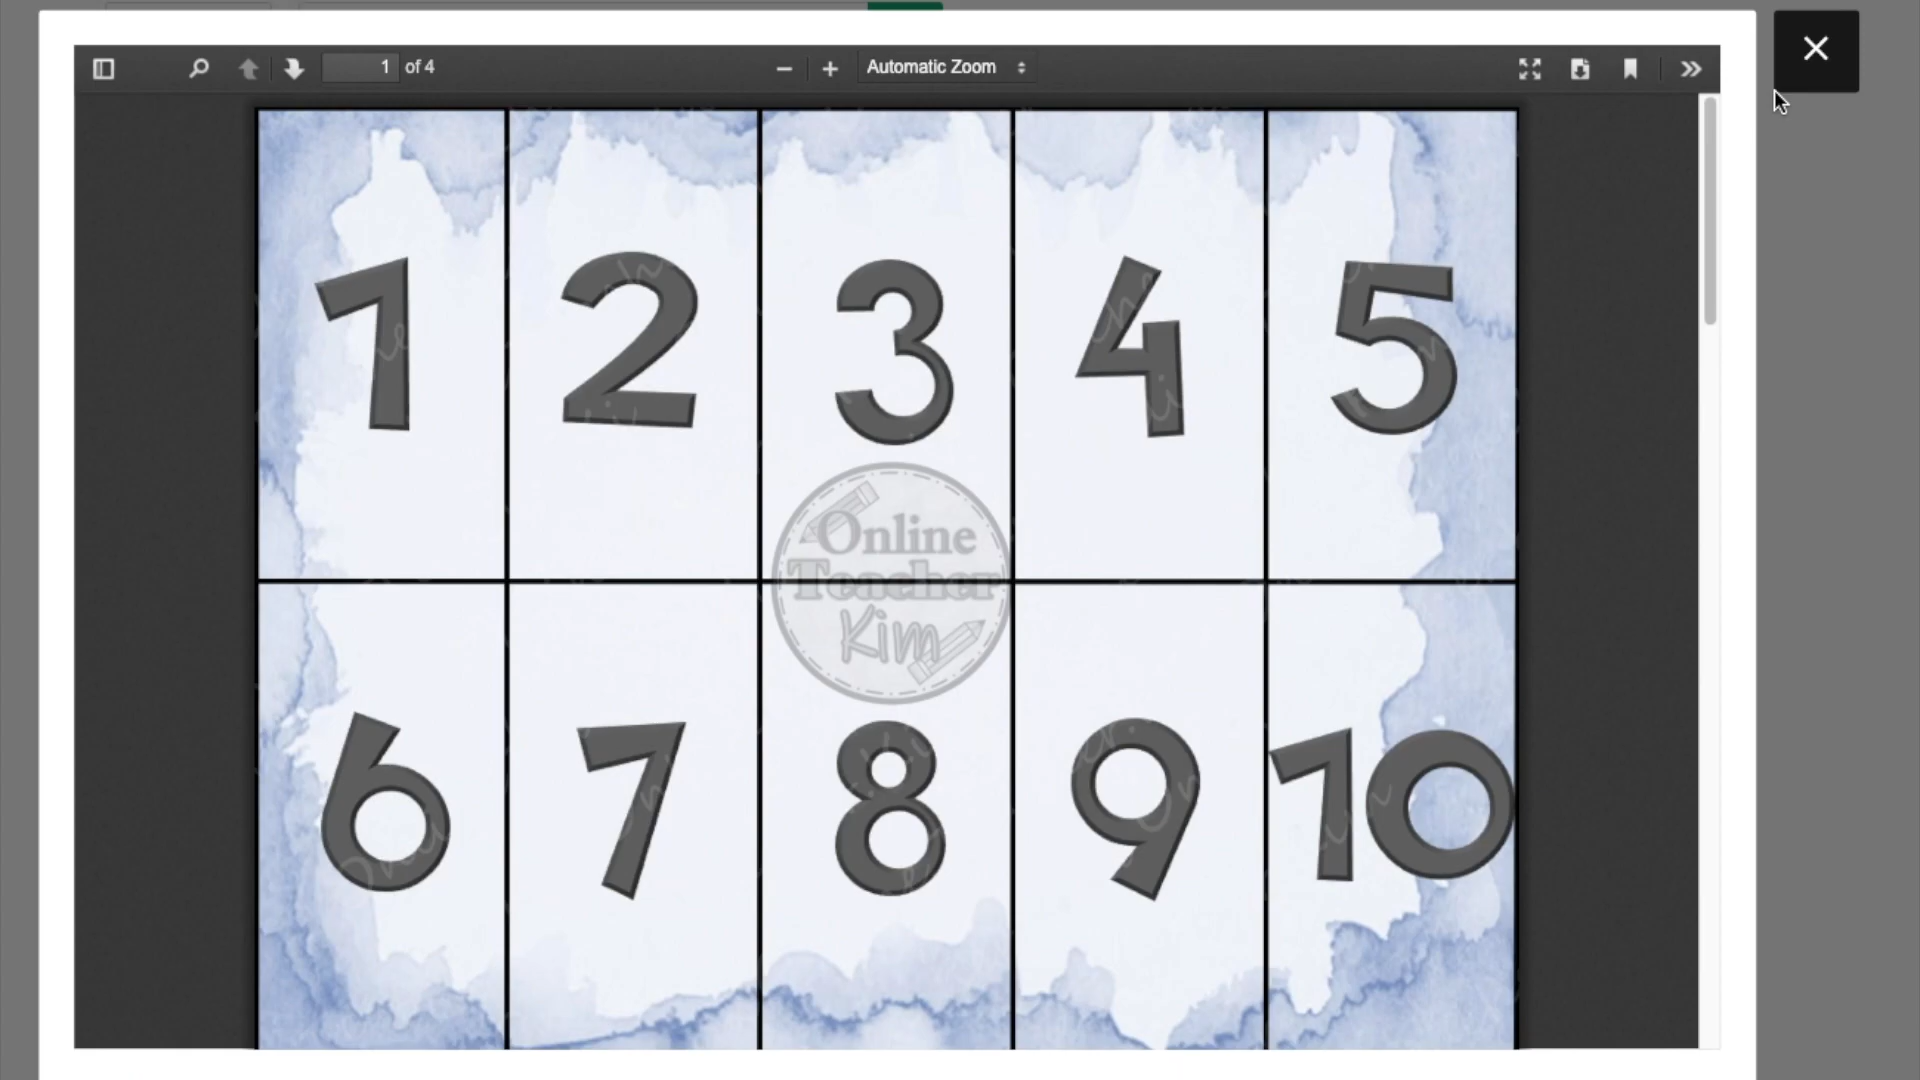 1 of 4
Automatic Zoom
1 2 3 4 5
Online
Teacher
Kim
6 7 8 9 10